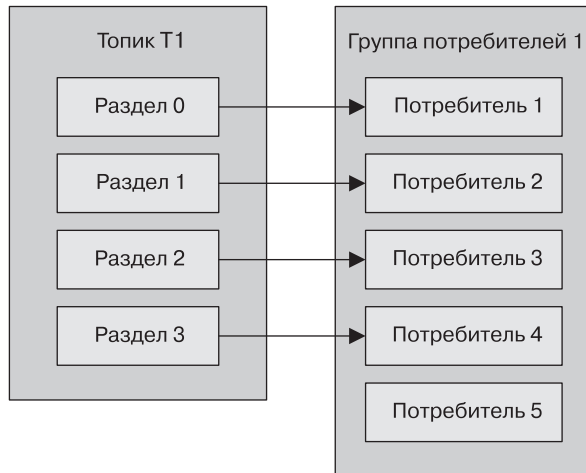 Топик T1
Группа потребителей 1
Раздел 0
Потребитель 1
Раздел 1
Потребитель 2
Раздел 2
Потребитель 3
Раздел 3
Потребитель 4
Потребитель 5